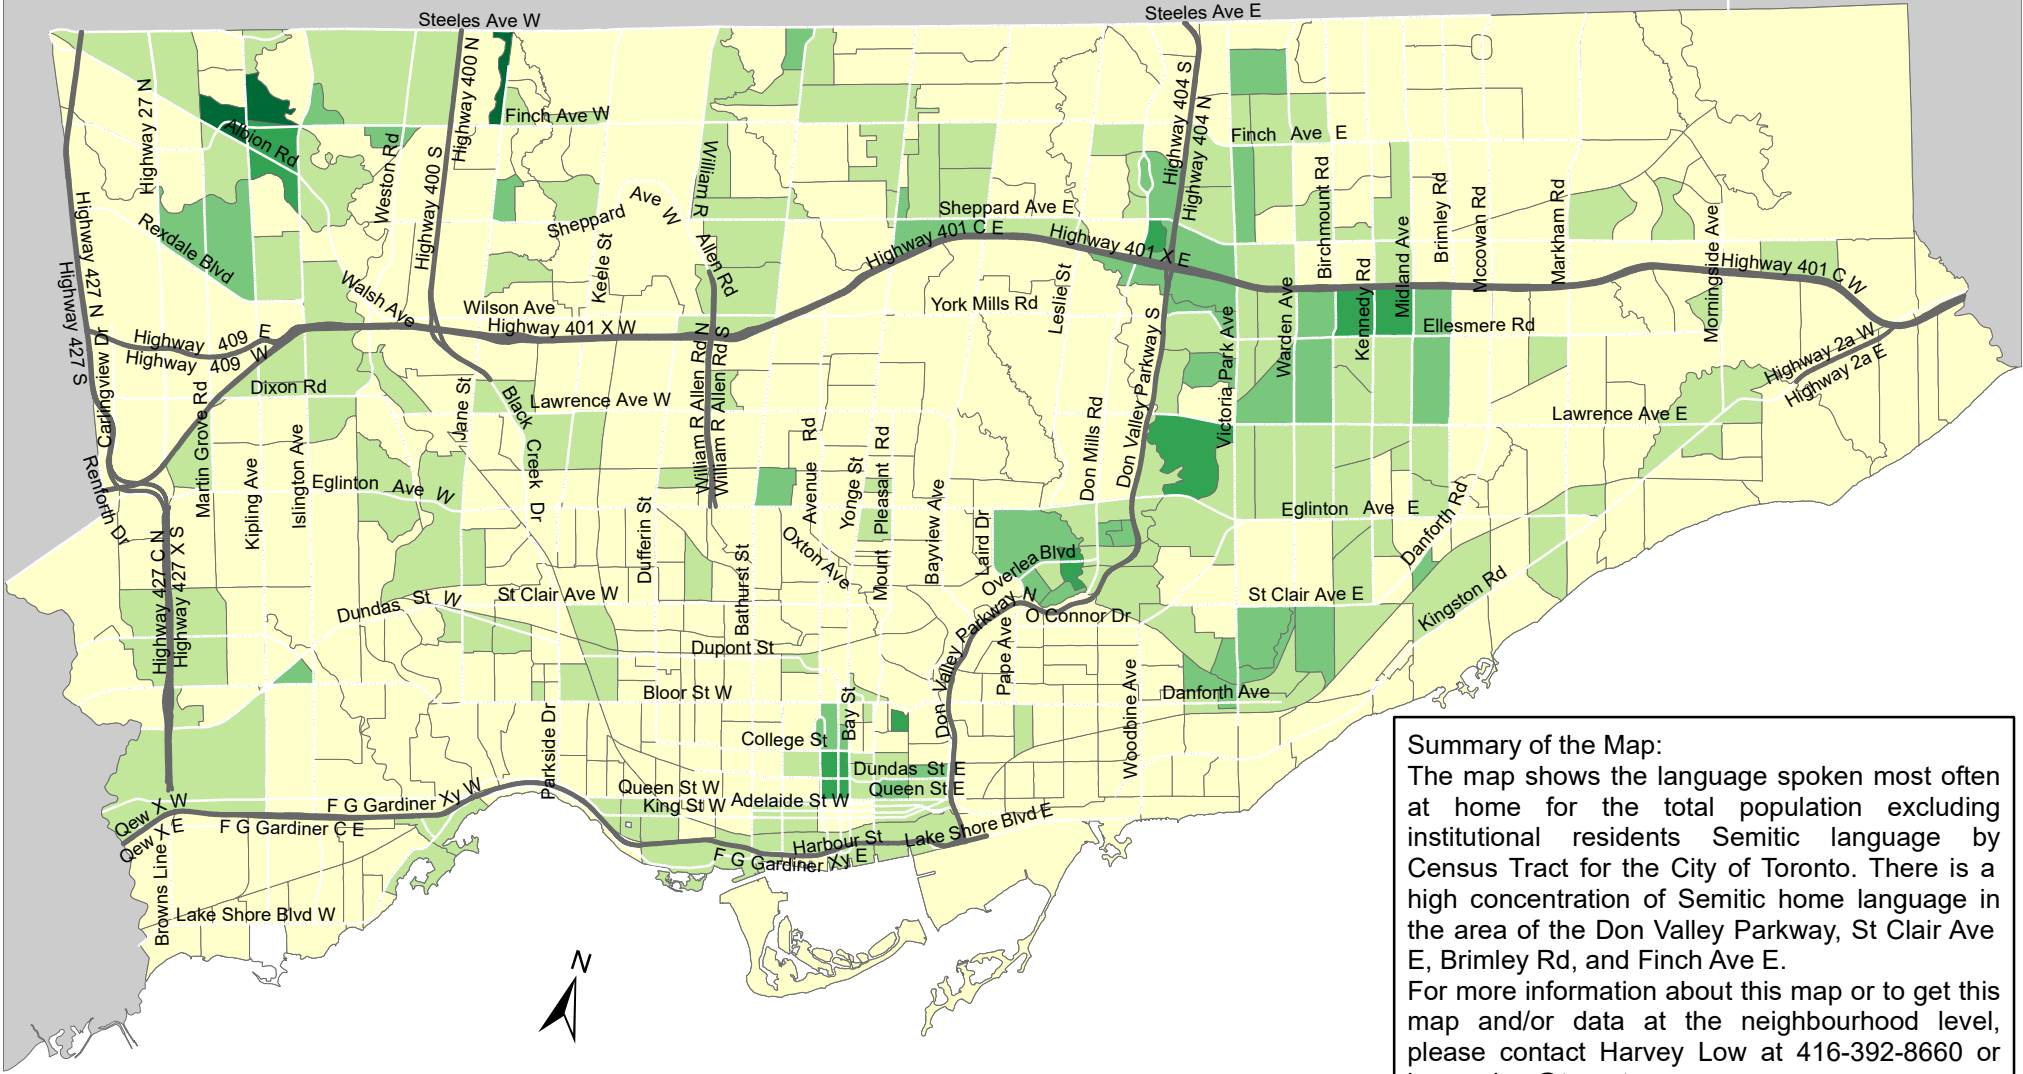 Steeles Ave W
Steeles Ave E
Highway 27 N
Albion Rd
Weston Rd
Highway 400 N
Highway 400 S
Finch Ave W
William R
Allen Rd
Highway 404 S
Highway 404 N
Finch Ave E
Rexdale Blvd
Highway 427 N
Highway 427 S
Sheppard Ave W
Keele St
Sheppard Ave E
Highway 401 C E
Highway 401 X E
Birchmount Rd
Midland Ave
Brimley Rd
Mccowan Rd
Markham Rd
Morningside Ave
Highway 401 C W
Walsh Ave
Wilson Ave
Highway 401 X W
York Mills Rd
Leslie St
Warden Ave
Kennedy Rd
Ellesmere Rd
Highway 409 E
Highway 409 W
Carlingview Dr
Dixon Rd
Martin Grove Rd
Jane St
Black Creek Dr
Lawrence Ave W
William R Allen Rd N
William R Allen Rd S
Don Valley Parkway S
Victoria Park Ave
Lawrence Ave E
Highway 2a W
Highway 2a E
Renforth Dr
Kipling Ave
Islington Ave
Eglinton Ave W
Dufferin St
Bathurst St
Avenue Rd
Yonge St
Mount Pleasant Rd
Oxton Ave
Bayview Ave
Laird Dr
Don Mills Rd
Overlea Blvd
Eglinton Ave E
Danforth Rd
Highway 427 C N
Highway 427 X S
Highway 427 N
Highway 427 S
Dundas St W
St Clair Ave W
Don Valley Parkway N
O Connor Dr
St Clair Ave E
Kingston Rd
Dupont St
Pape Ave
Bloor St W
Woodbine Ave
Danforth Ave
Parkside Dr
Bay St
College St
Dundas St E
Queen St W
Queen St E
King St W
Adelaide St W
F G Gardiner Xy W
F G Gardiner C E
Qew X W
Qew X E
Browns Line
Harbour St
Lake Shore Blvd E
F G Gardiner Xy E
Lake Shore Blvd W
N
Summary of the Map:
The map shows the language spoken most often
at home for the total population excluding
institutional residents Semitic language by
Census Tract for the City of Toronto. There is a
high concentration of Semitic home language in
the area of the Don Valley Parkway, St Clair Ave
E, Brimley Rd, and Finch Ave E.
For more information about this map or to get this
map and/or data at the neighbourhood level,
please contact Harvey Low at 416-392-8660 or